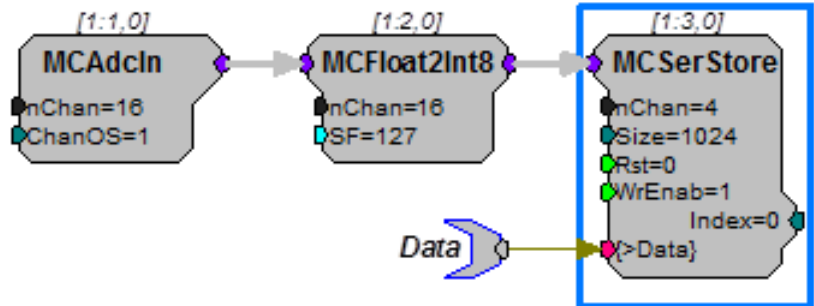 [1:1,0]
MCAdcIn
nChan=16
ChanOS=1
[1:2,0]
MCFloat2Int8
nChan=16
SF=127
[1:3,0]
MCSerStore
nChan=4
Size=1024
Rst=0
WrEnab=1
Index=0
{>Data}
Data